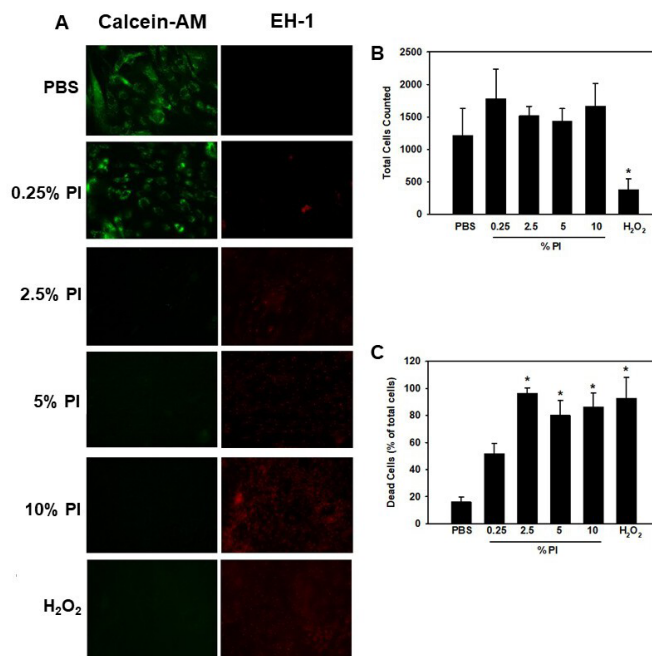 A
Calcein-AM EH-1
PBS
0.25% PI
2.5% PI
5% PI
10% PI
H₂O₂
B
Total Cells Counted
2500
2000
1500
1000
500
0
*
PBS 0.25 2.5 5 10 H₂O₂
% PI
C
Dead Cells (% of total cells)
120
100
80
60
40
20
0
* * * *
PBS 0.25 2.5 5 10 H₂O₂
% PI